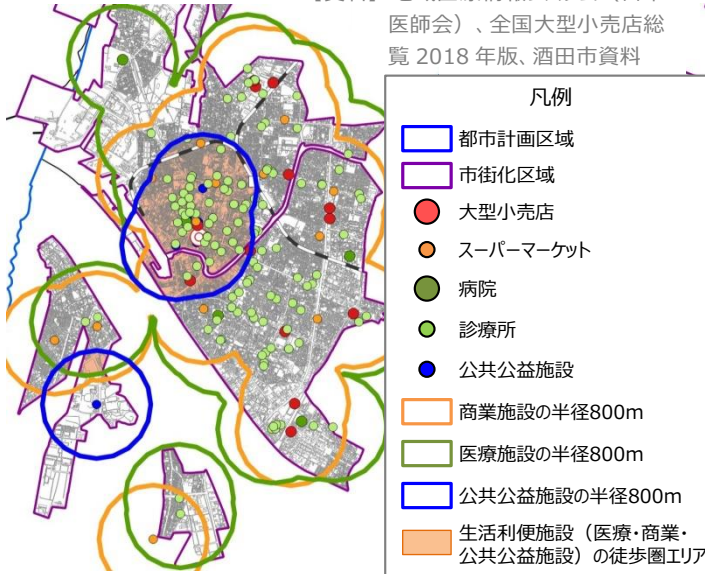 医師会）、全国大型小売店総
覧 2018 年版、酒田市資料
凡例
都市計画区域
市街化区域
大型小売店
スーパーマーケット
病院
診療所
公共公益施設
商業施設の半径800m
医療施設の半径800m
公共公益施設の半径800m
生活利便施設（医療・商業・
公共公益施設）の徒歩圏エリア